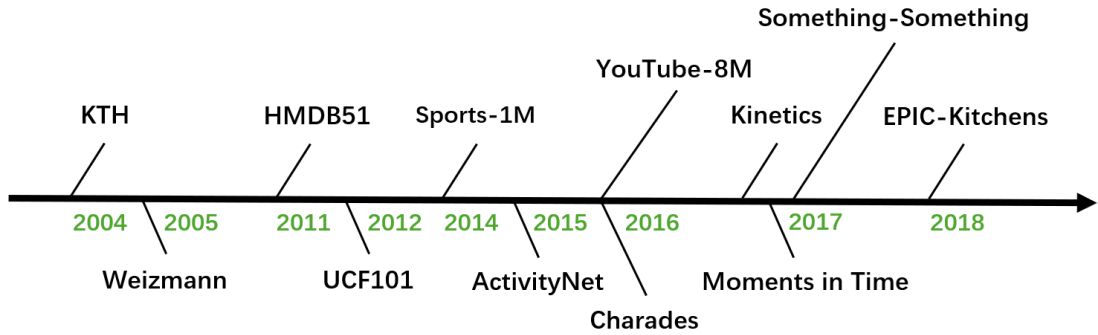 Something-Something
YouTube-8M
KTH
HMDB51
Sports-1M
Kinetics
EPIC-Kitchens
2004
2005
2011
2012
2014
2015
2016
2017
2018
Weizmann
UCF101
ActivityNet
Moments in Time
Charades